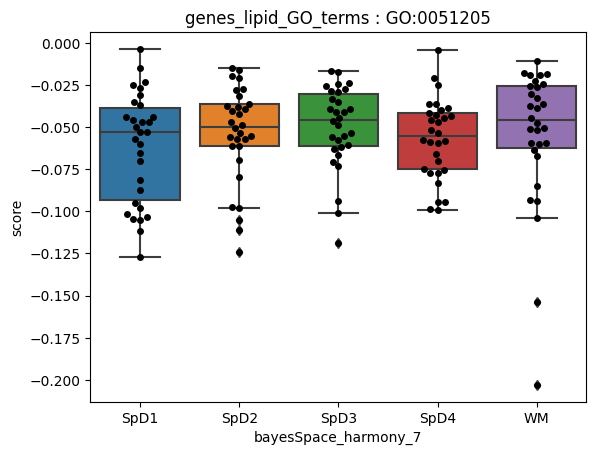 genes_lipid_GO_terms : GO:0051205
0.000
−0.025
−0.050
−0.075
−0.100
−0.125
−0.150
−0.175
−0.200
score
SpD1 SpD2 SpD3 SpD4 WM
bayesSpace_harmony_7